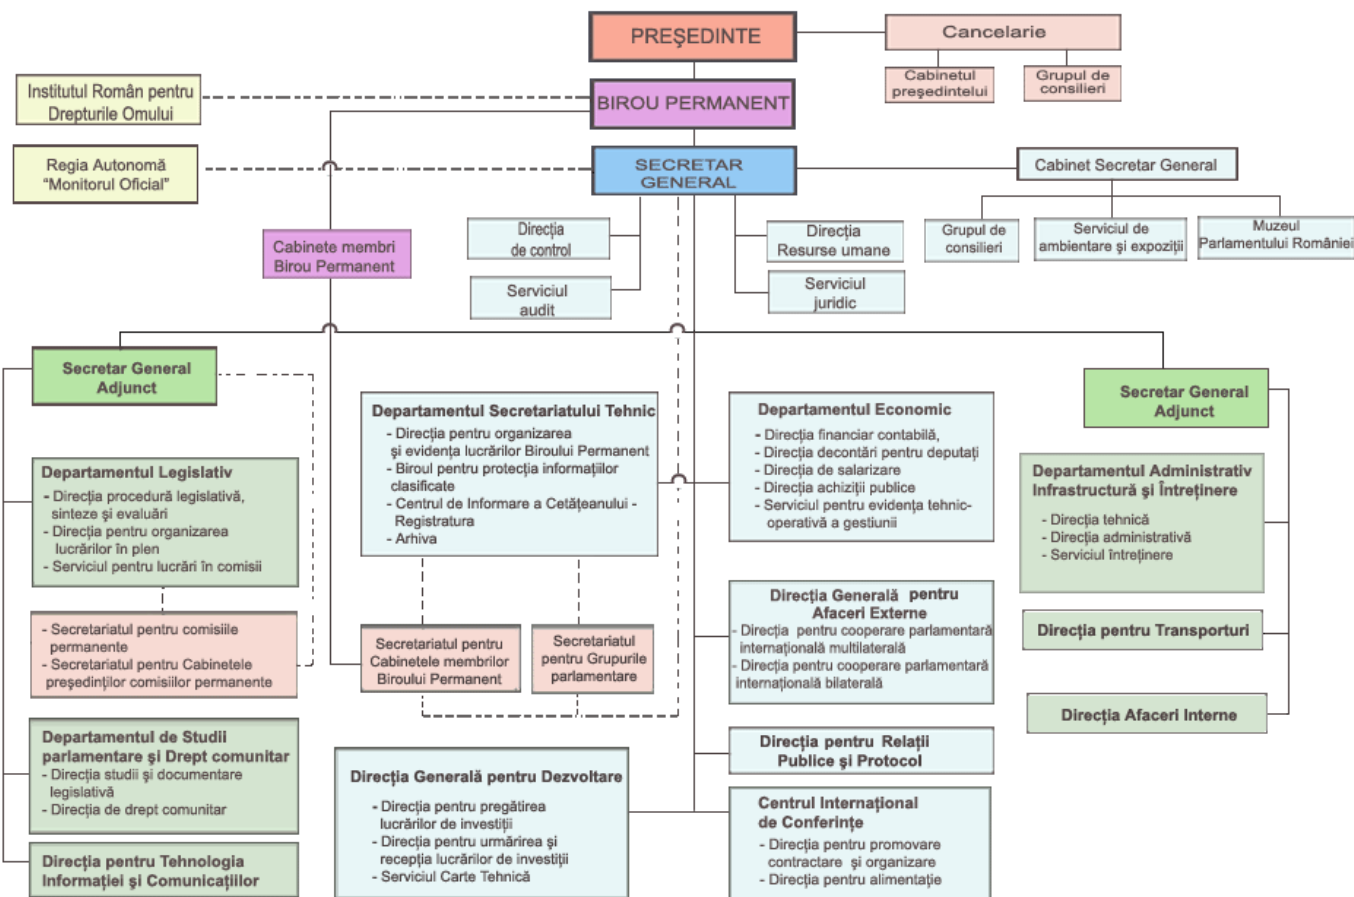 PREŞEDINTE
Cancelarie
Cabinetul
preşedintelui
Grupul de
consilieri
Institutul Român pentru
Drepturile Omului
BIROU PERMANENT
Regia Autonomă
“Monitorul Oficial”
SECRETAR
GENERAL
Cabinet Secretar General
Cabinete membri
Birou Permanent
Direcţia
de control
Direcţia
Resurse umane
Grupul de
consilieri
Serviciul de
ambientare şi expoziţii
Muzeul
Parlamentului României
Serviciul
audit
Serviciul
juridic
Secretar General
Adjunct
Secretar General
Adjunct
Departamentul Legislativ
- Direcţia procedură legislativă,
sinteze şi evaluări
- Direcţia pentru organizarea
lucrărilor în plen
- Serviciul pentru lucrări în comisii
- Secretariatul pentru comisiile
permanente
- Secretariatul pentru Cabinetele
preşedinţilor comisiilor permanente
Departamentul de Studii
parlamentare şi Drept comunitar
- Direcţia studii şi documentare
legislativă
- Direcţia de drept comunitar
Direcţia pentru Tehnologia
Informaţiei şi Comunicaţiilor
Departamentul Secretariatului Tehnic
- Direcţia pentru organizarea
şi evidenţa lucrărilor Biroului Permanent
- Biroul pentru protecţia informaţiilor
clasificate
- Centrul de Informare a Cetăţeanului -
Registratura
- Arhiva
Secretariatul pentru
Cabinetele membrilor
Biroului Permanent
Secretariatul
pentru Grupurile
parlamentare
Direcţia Generală pentru Dezvoltare
- Direcţia pentru pregătirea
lucrărilor de investiţii
- Direcţia pentru urmărirea şi
recepţia lucrărilor de investiţii
- Serviciul Carte Tehnică
Departamentul Economic
- Direcţia financiar contabilă,
- Direcţia decontări pentru deputaţi
- Direcţia de salarizare
- Direcţia achiziţii publice
- Serviciul pentru evidenţa tehnic-
operativă a gestiunii
Direcţia Generală pentru
Afaceri Externe
- Direcţia pentru cooperare parlamentară
internaţională multilaterală
- Direcţia pentru cooperare parlamentară
internaţională bilaterală
Direcţia pentru Relaţii
Publice şi Protocol
Centrul Internaţional
de Conferinţe
- Direcţia pentru promovare
contractare şi organizare
- Direcţia pentru alimentaţie
Departamentul Administrativ
Infrastructură şi Întreţinere
- Direcţia tehnică
- Direcţia administrativă
- Serviciul întreţinere
Direcţia pentru Transporturi
Direcţia Afaceri Interne